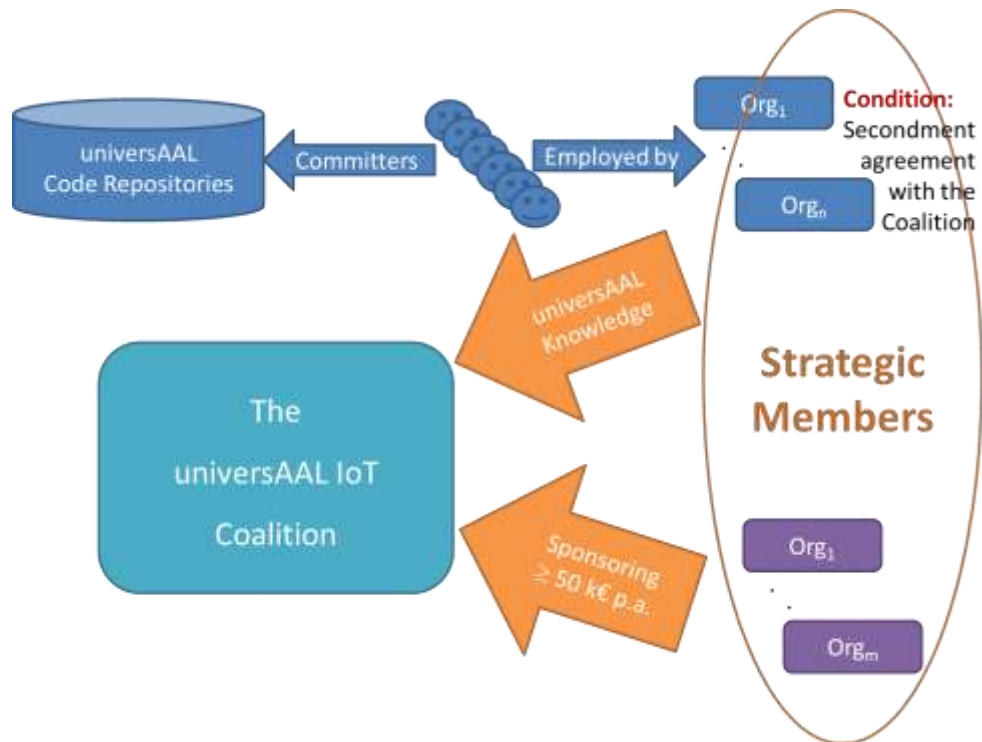 universAAL
Code Repositories
Committers
Employed by
Org₁
Condition:
Secondment
agreement
with the
Coalition
Orgₙ
universAAL
Knowledge
The
universAAL IoT
Coalition
Strategic
Members
Sponsoring
≥ 50 k€ p.a.
Org₁
Orgₘ